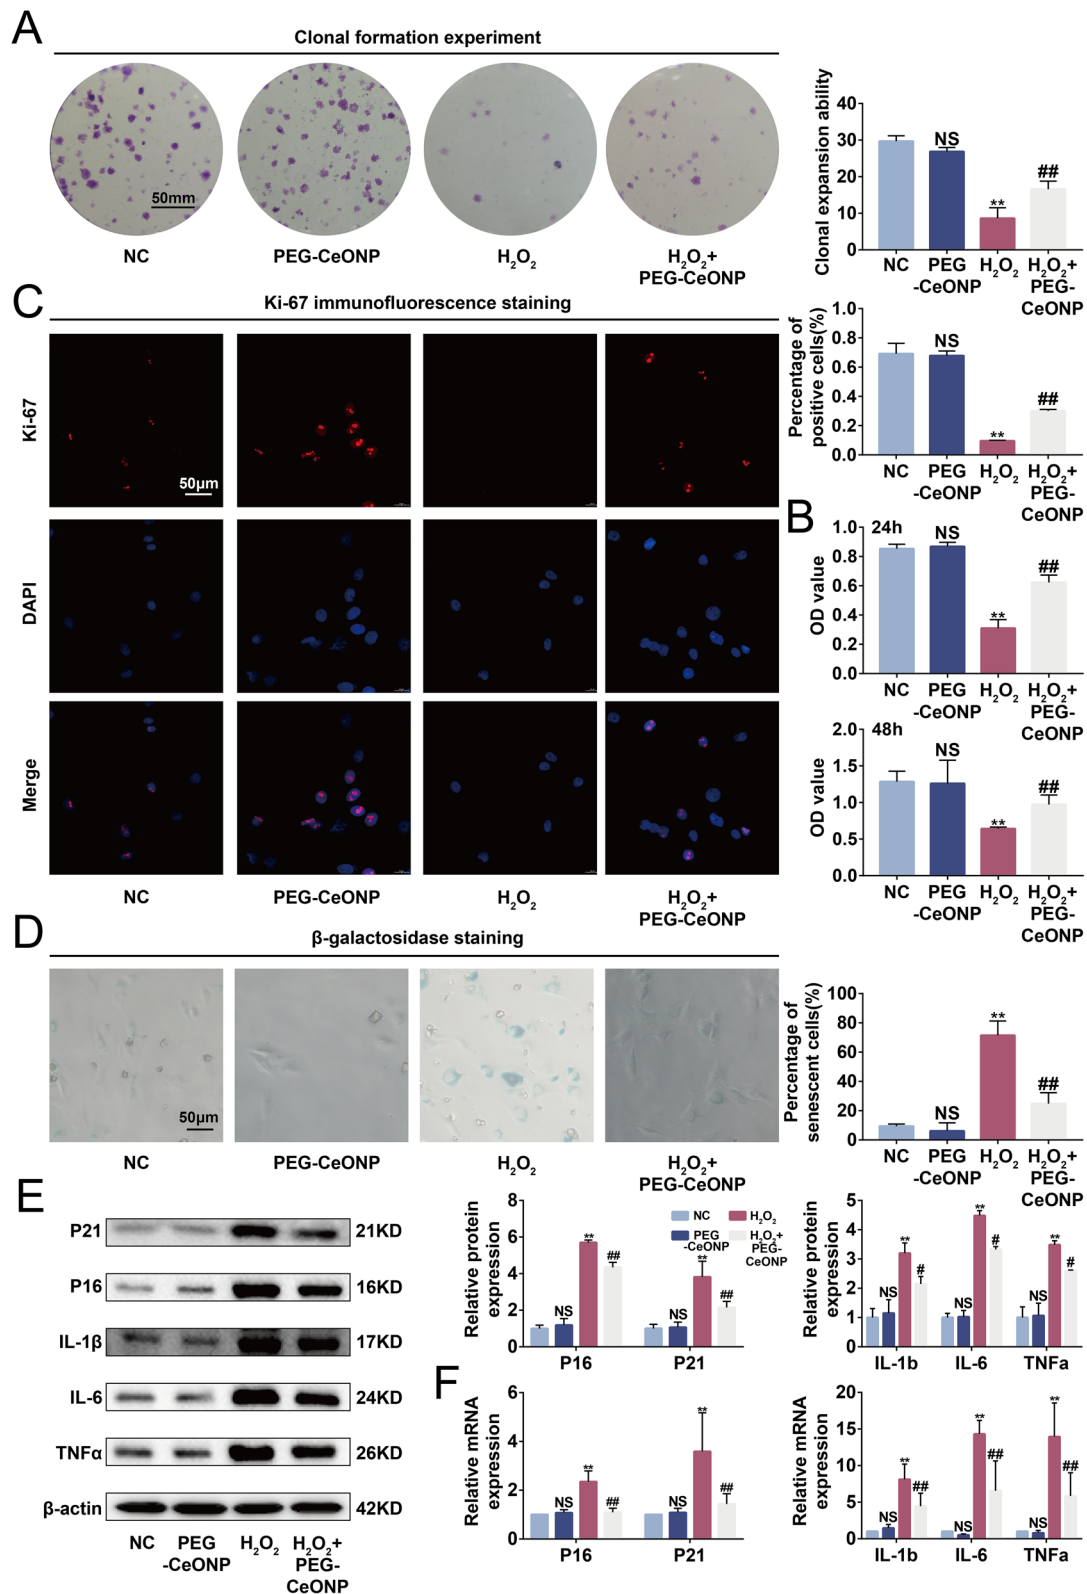 A
Clonal formation experiment
50mm
NC
PEG-CeONP
H₂O₂
H₂O₂+
PEG-CeONP
Clonal expansion ability
40
30
20
10
0
NS
**
##
NC
PEG
-CeONP
H₂O₂
H₂O₂+
PEG-
CeONP
C
Ki-67 immunofluorescence staining
Ki-67
50μm
DAPI
Merge
NC
PEG-CeONP
H₂O₂
H₂O₂+
PEG-CeONP
Percentage of
positive cells(%)
1.0
0.8
0.6
0.4
0.2
0.0
NS
**
##
NC
PEG
-CeONP
H₂O₂
H₂O₂+
PEG-
CeONP
B
24h
OD value
1.0
0.8
0.6
0.4
0.2
0.0
NS
**
##
NC
PEG
-CeONP
H₂O₂
H₂O₂+
PEG-
CeONP
48h
OD value
2.0
1.5
1.0
0.5
0.0
NS
**
##
NC
PEG
-CeONP
H₂O₂
H₂O₂+
PEG-
CeONP
D
β-galactosidase staining
50μm
NC
PEG-CeONP
H₂O₂
H₂O₂+
PEG-CeONP
Percentage of
senescent cells(%)
100
80
60
40
20
0
NS
**
##
NC
PEG
-CeONP
H₂O₂
H₂O₂+
PEG-
CeONP
E
P21 21KD
P16 16KD
IL-1β 17KD
IL-6 24KD
TNFα 26KD
β-actin 42KD
NC
PEG
-CeONP
H₂O₂
H₂O₂+
PEG-
CeONP
Relative protein
expression
8
6
4
2
0
NC
PEG
-CeONP
H₂O₂
H₂O₂+
PEG-
CeONP
NS ** ##
NS ** ##
P16 P21
Relative protein
expression
5
4
3
2
1
0
NS ** #
NS ** #
NS ** #
IL-1b IL-6 TNFa
F
Relative mRNA
expression
6
4
2
0
NS ** ##
NS ** ##
P16 P21
Relative mRNA
expression
20
15
10
5
0
NS ** ##
NS ** ##
NS ** ##
IL-1b IL-6 TNFa